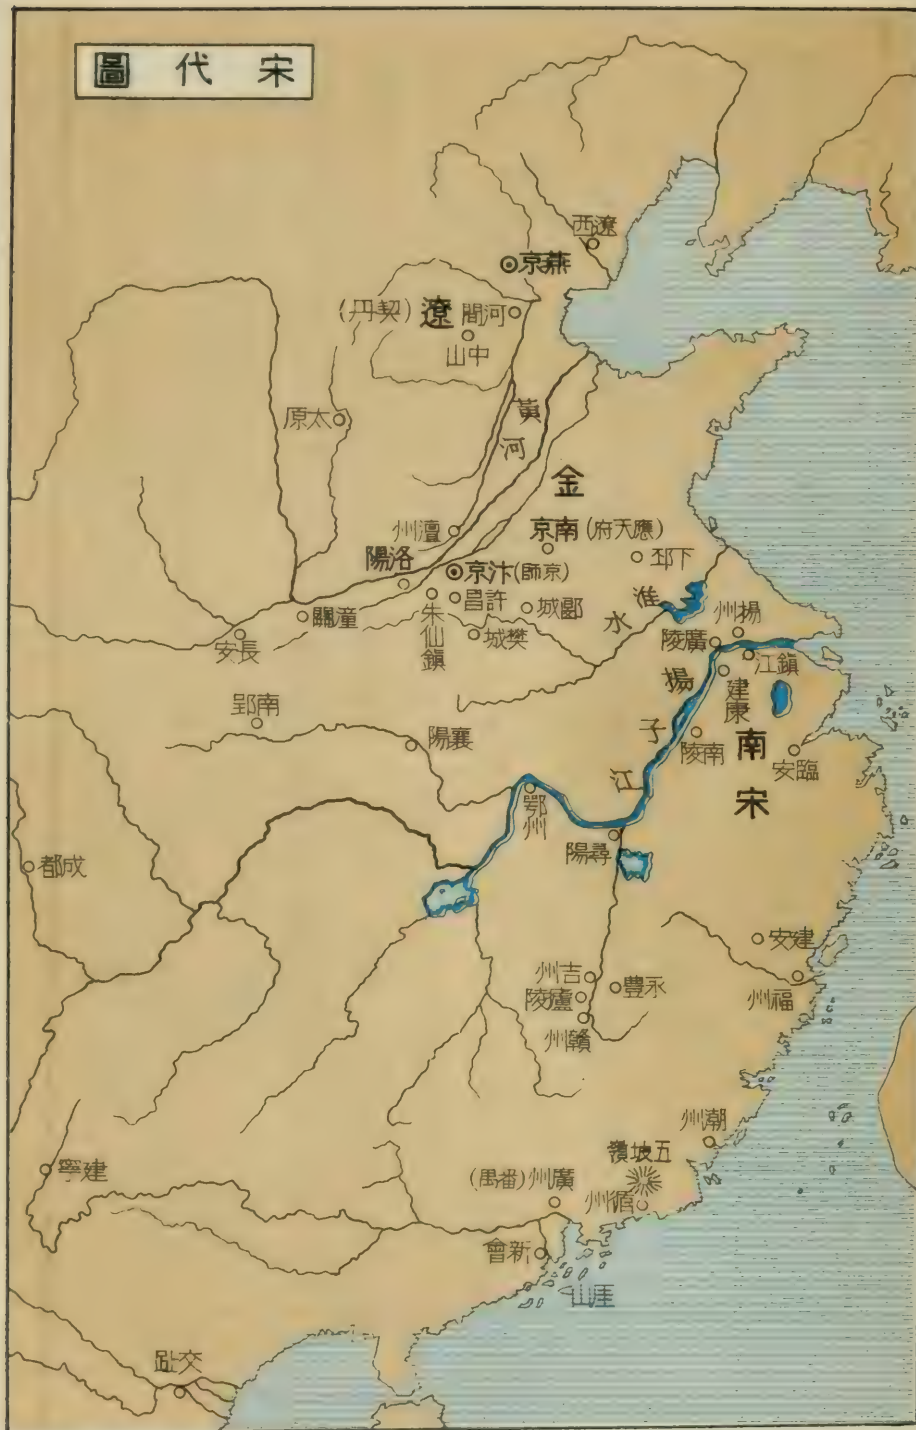 宋代圖
遼西
燕京
遼(契丹)
河間
中山
太原
黃河
金
澶州
南京(應天府)
下邳
洛陽
汴京(京師)
許昌
郾城
朱仙鎮
樊城
潼關
長安
淮水
揚州
廣陵
鎮江
建康
南郢
襄陽
揚子江
南陵
臨安
南宋
鄂州
尋陽
成都
建安
吉州
永豊
廬陵
贛州
福州
潮州
五坡嶺
循州
廣州(番禺)
建寧
新會
厓山
交趾